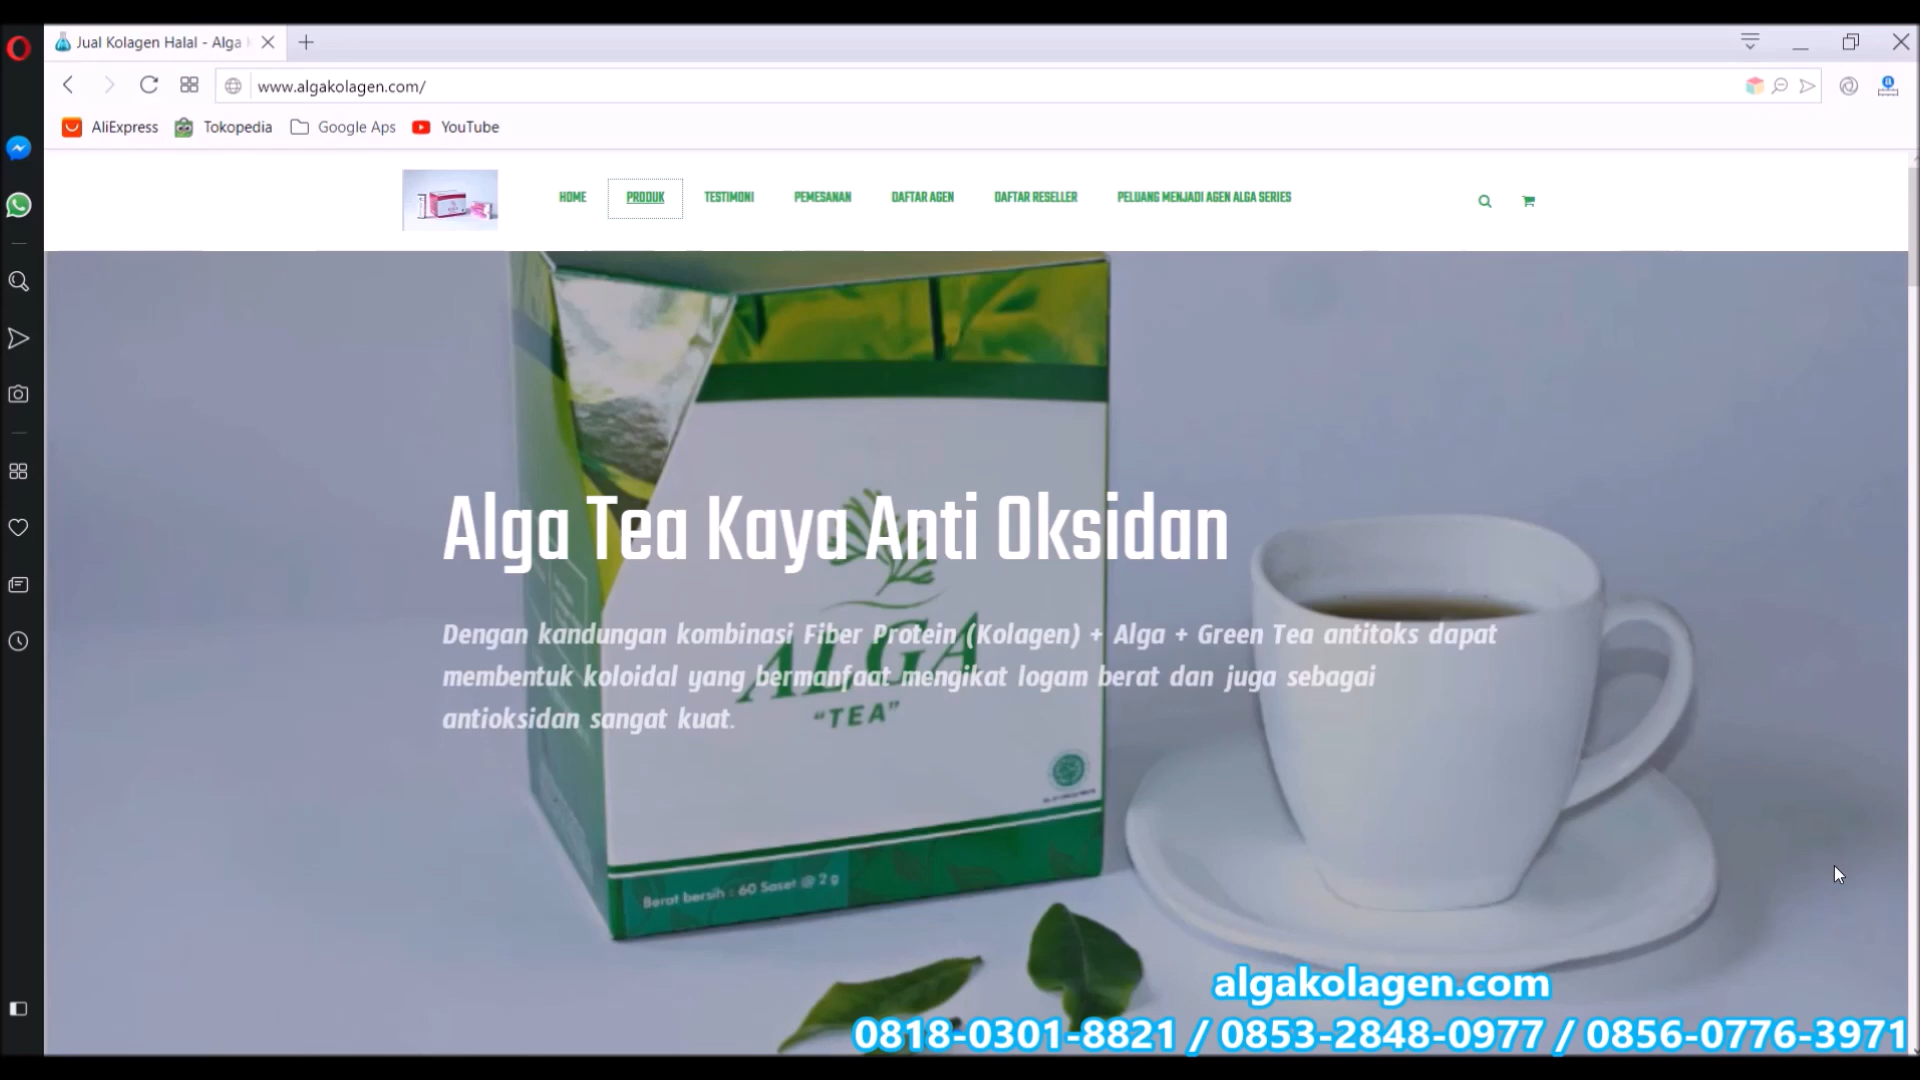 Jual Kolagen Halal - Alga
www.algakolagen.com/
AliExpress Tokopedia Google Aps YouTube
HOME PRODUK TESTIMONI PEMESANAN DAFTAR AGEN DAFTAR RESELLER PELUANG MENJADI AGEN ALGA SERIES
Alga Tea Kaya Anti Oksidan
Dengan kandungan kombinasi Fiber Protein (Kolagen) + Alga + Green Tea antitoks dapat
membentuk koloidal yang bermanfaat mengikat logam berat dan juga sebagai
antioksidan sangat kuat.
ALGA
“TEA”
Berat bersih : 60 Saset @ 2 g
algakolagen.com
0818-0301-8821 / 0853-2848-0977 / 0856-0776-3971